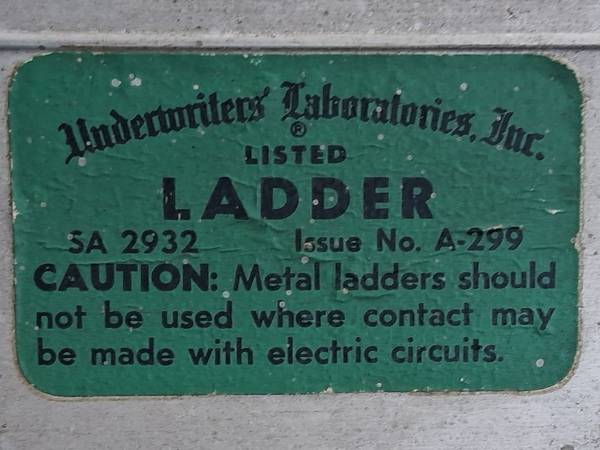 Underwriters' Laboratories, Inc.
®
LISTED
LADDER
SA 2932 Issue No. A-299
CAUTION: Metal ladders should
not be used where contact may
be made with electric circuits.